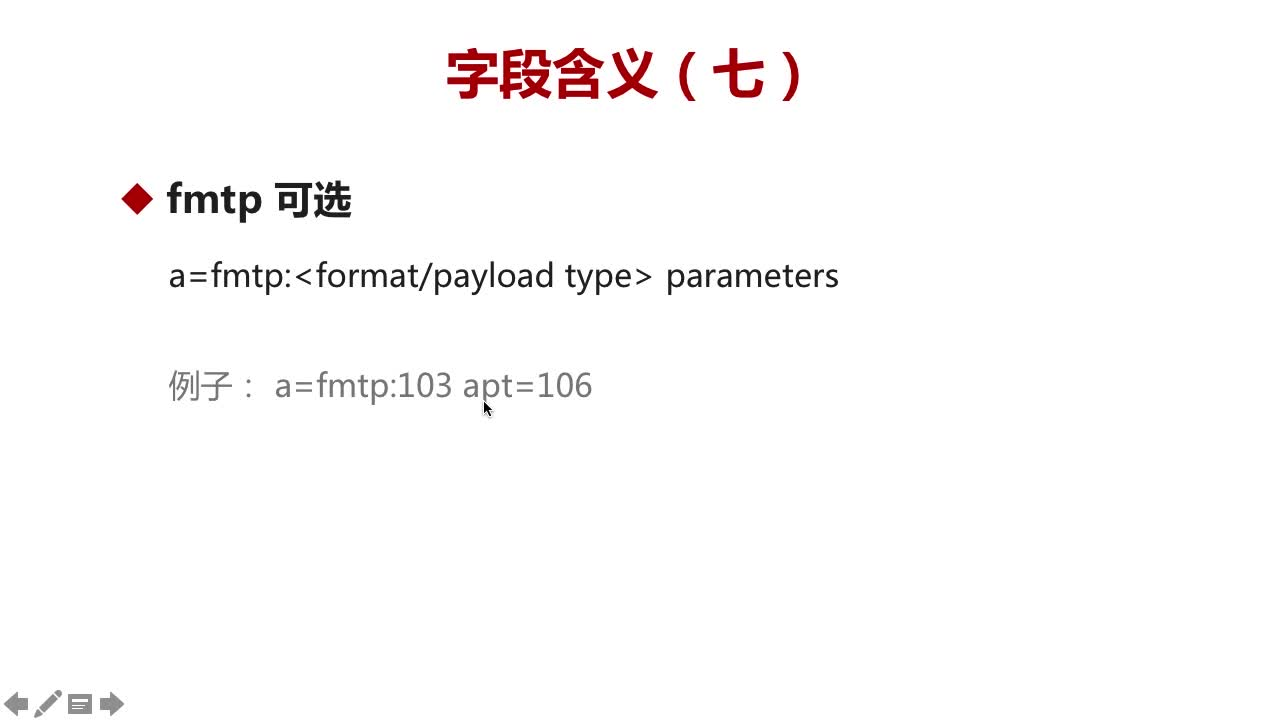 字段含义（七）
fmtp 可选
a=fmtp:<format/payload type> parameters
例子： a=fmtp:103 apt=106